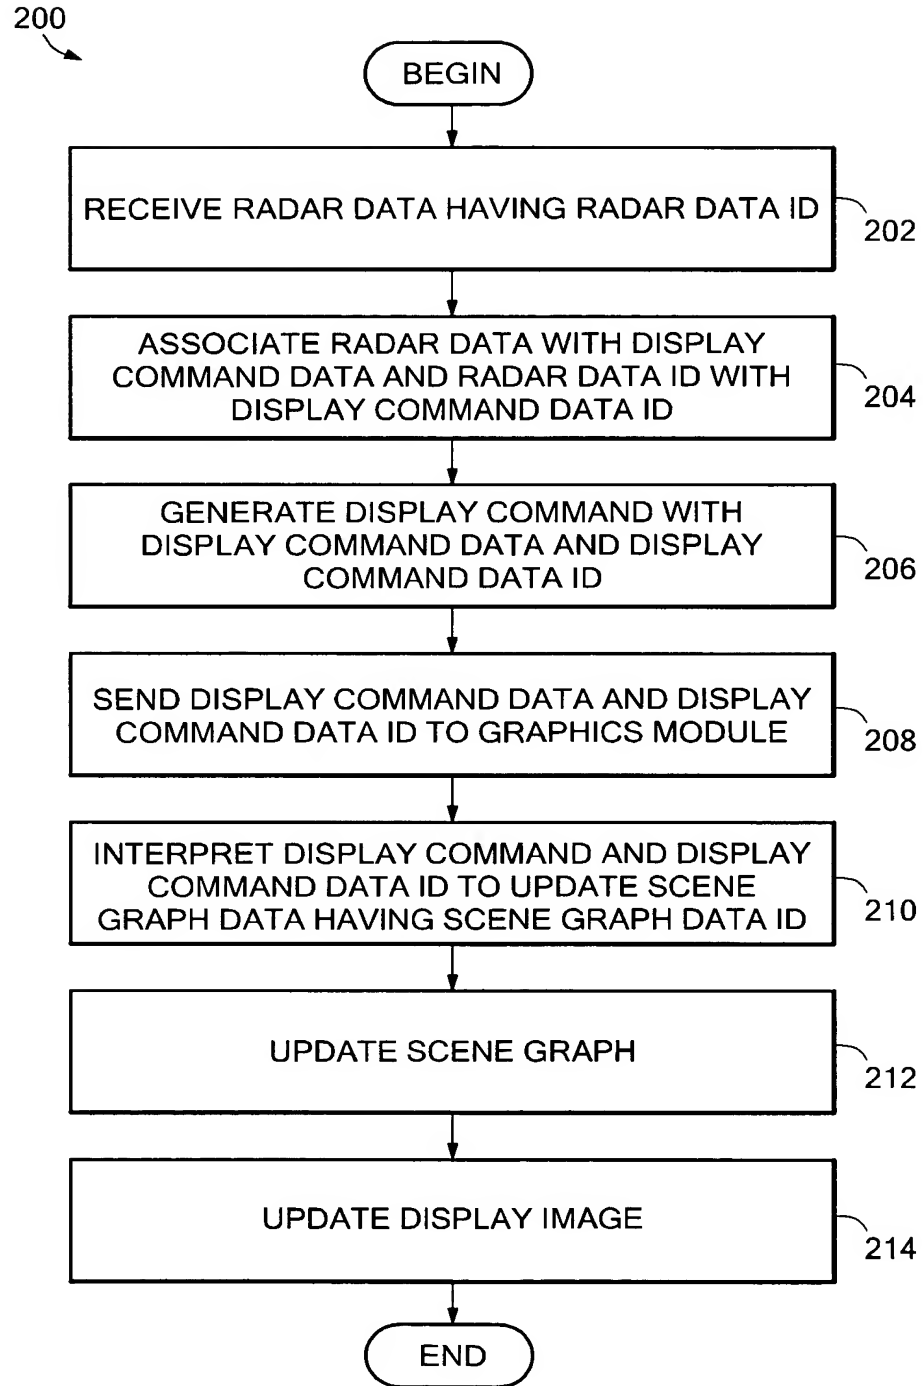 200
BEGIN
RECEIVE RADAR DATA HAVING RADAR DATA ID
202
ASSOCIATE RADAR DATA WITH DISPLAY
COMMAND DATA AND RADAR DATA ID WITH
DISPLAY COMMAND DATA ID
204
GENERATE DISPLAY COMMAND WITH
DISPLAY COMMAND DATA AND DISPLAY
COMMAND DATA ID
206
SEND DISPLAY COMMAND DATA AND DISPLAY
COMMAND DATA ID TO GRAPHICS MODULE
208
INTERPRET DISPLAY COMMAND AND DISPLAY
COMMAND DATA ID TO UPDATE SCENE
GRAPH DATA HAVING SCENE GRAPH DATA ID
210
UPDATE SCENE GRAPH
212
UPDATE DISPLAY IMAGE
214
END